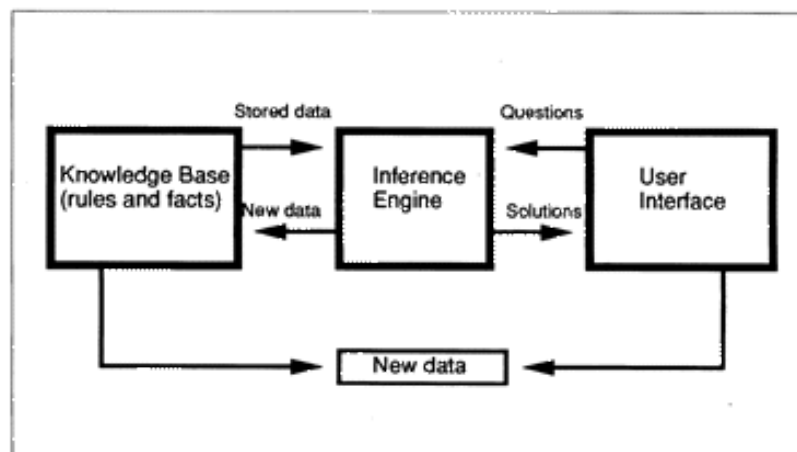 Stored data
Questions
Knowledge Base
(rules and facts)
Inference
Engine
User
Interface
New data
Solutions
New data